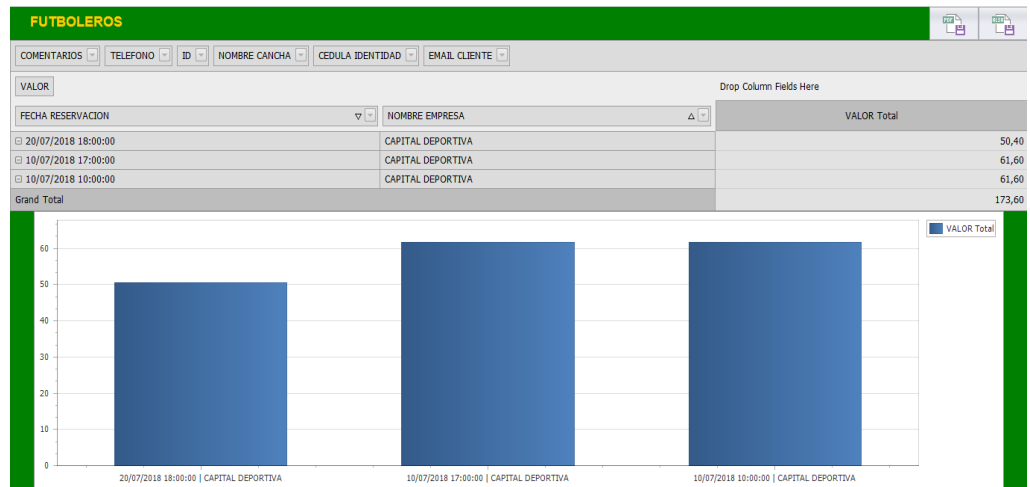 FUTBOLEROS
COMENTARIOS TELEFONO ID NOMBRE CANCHA CEDULA IDENTIDAD EMAIL CLIENTE
VALOR Drop Column Fields Here
FECHA RESERVACION NOMBRE EMPRESA VALOR Total
20/07/2018 18:00:00 CAPITAL DEPORTIVA 50,40
10/07/2018 17:00:00 CAPITAL DEPORTIVA 61,60
10/07/2018 10:00:00 CAPITAL DEPORTIVA 61,60
Grand Total 173,60
VALOR Total
60
50
40
30
20
10
0
20/07/2018 18:00:00 | CAPITAL DEPORTIVA 10/07/2018 17:00:00 | CAPITAL DEPORTIVA 10/07/2018 10:00:00 | CAPITAL DEPORTIVA